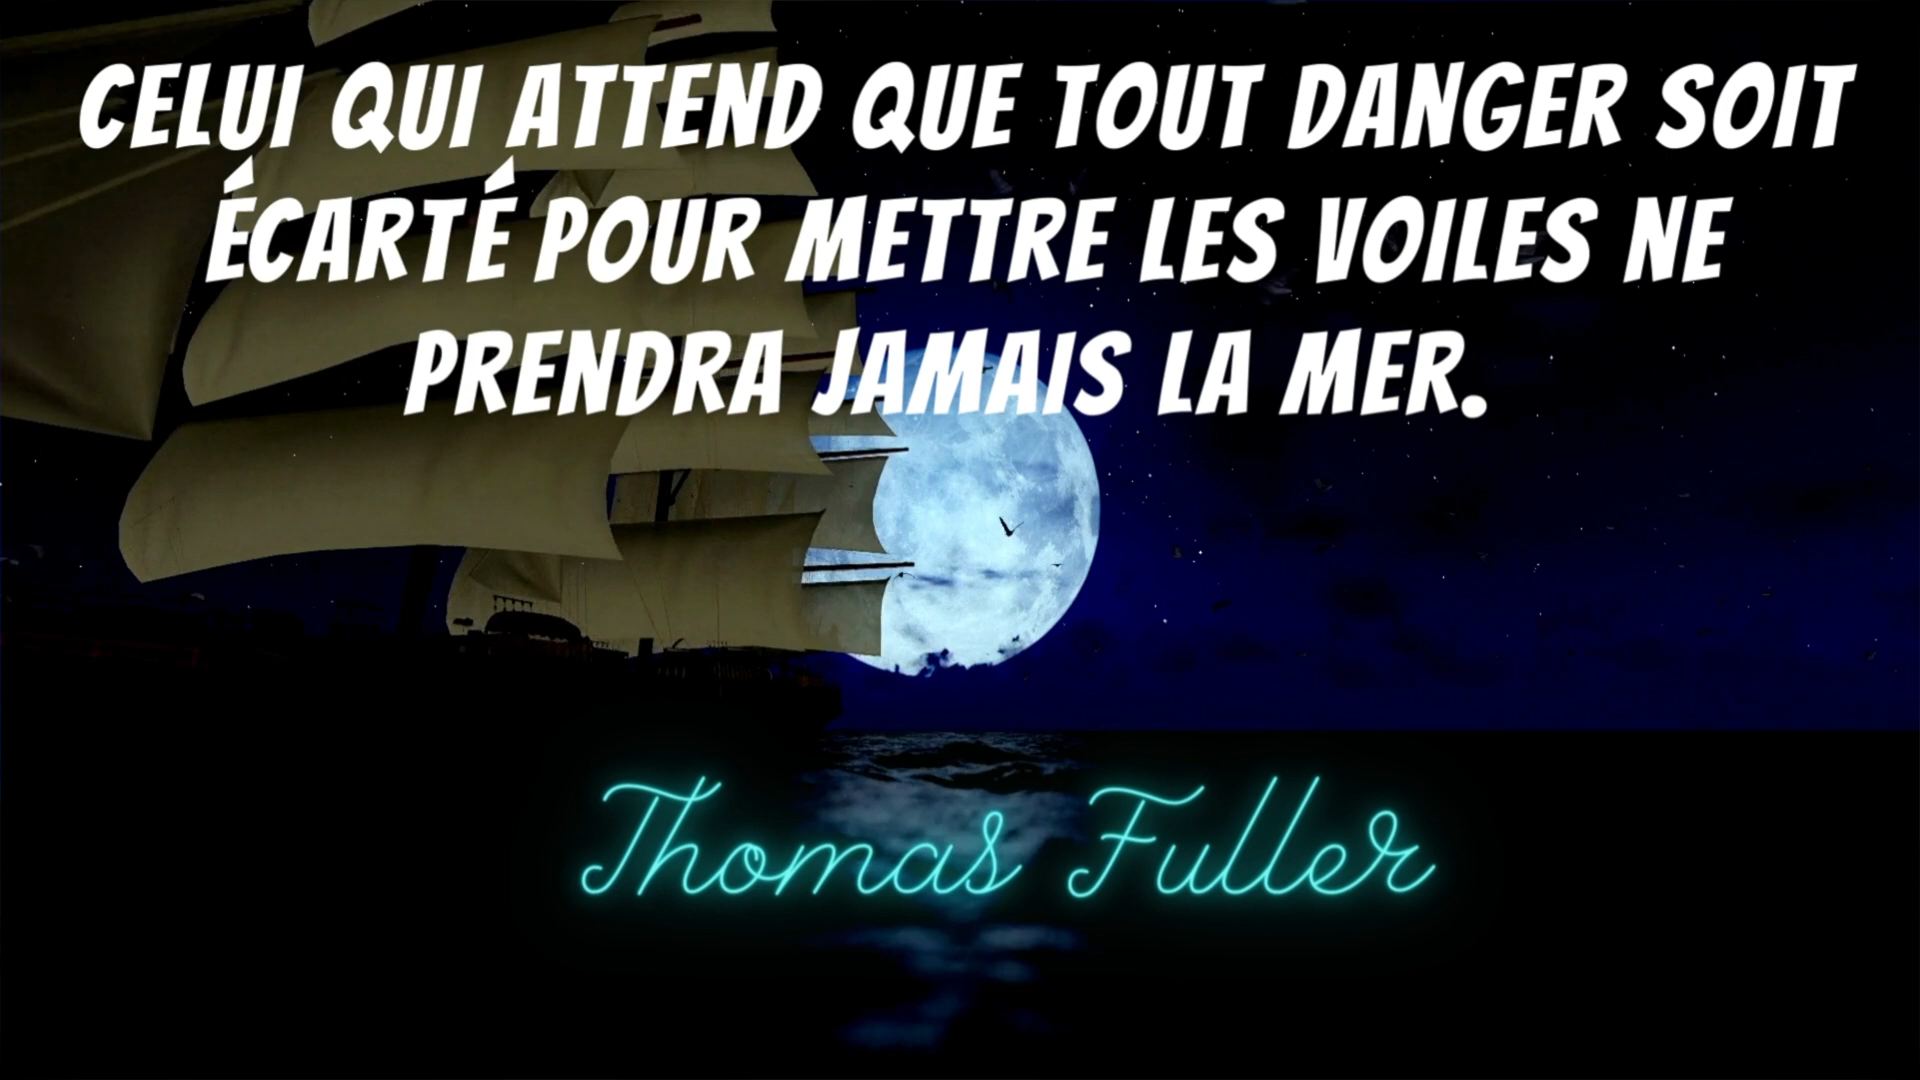 CELUI QUI ATTEND QUE TOUT DANGER SOIT
ÉCARTÉ POUR METTRE LES VOILES NE
PRENDRA JAMAIS LA MER.
Thomas Fuller